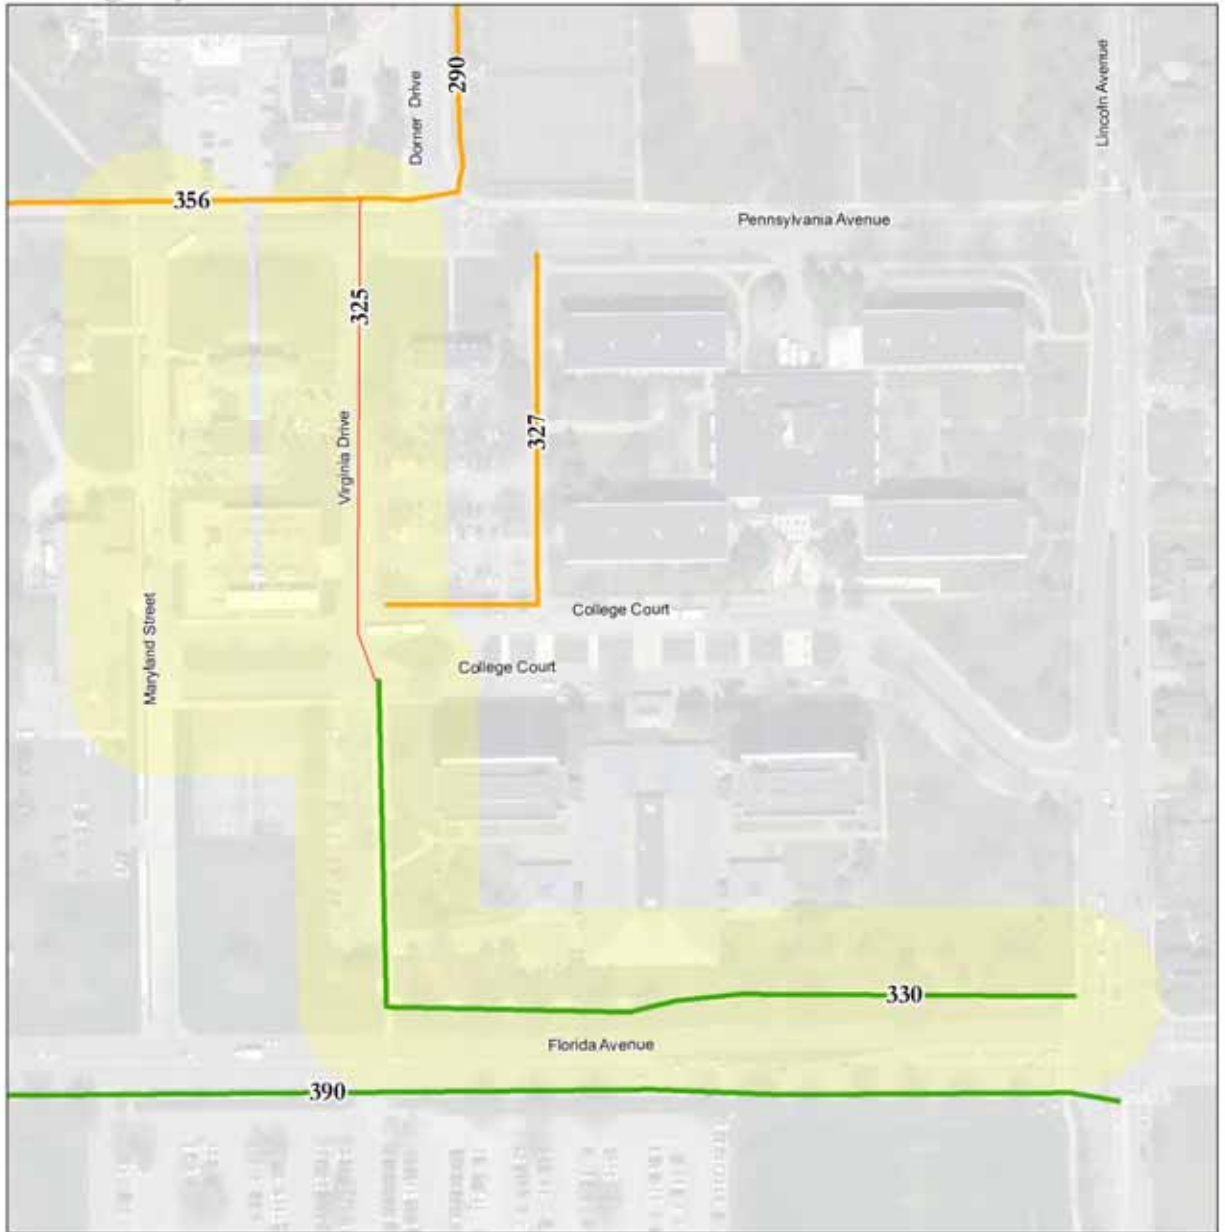 290
Dorner Drive
Lincoln Avenue
356
Pennsylvania Avenue
325
327
Virginia Drive
College Court
Maryland Street
College Court
330
Florida Avenue
390